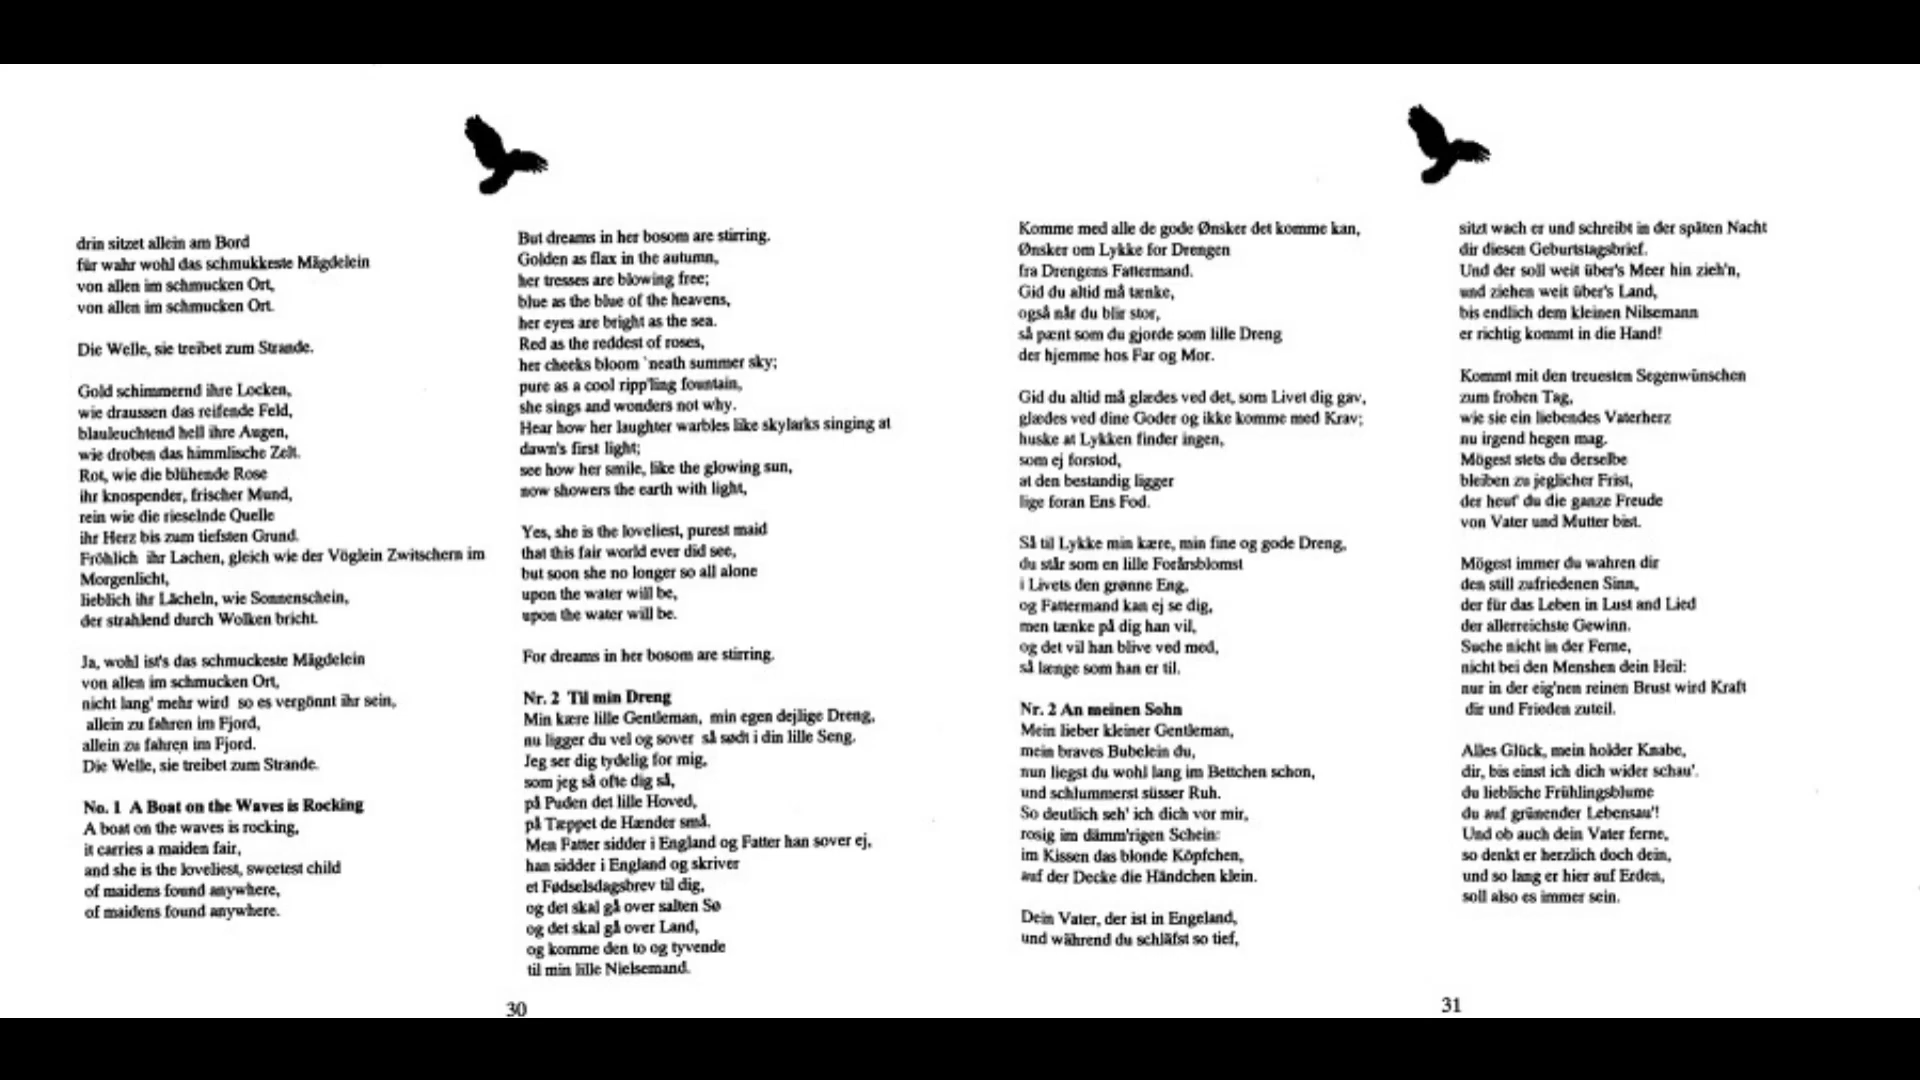 drin sitzet allein am Bord
für wahr wohl das schmukkeste Mägdelein
von allen im schmucken Ort,
von allen im schmucken Ort.
Die Welle, sie treibet zum Strande.
Gold schimmernd ihre Locken,
wie draussen das reifende Feld,
blauleuchtend hell ihre Augen,
wie droben das himmlische Zelt.
Rot, wie die blühende Rose
ihr knospender, frischer Mund,
rein wie die rieselnde Quelle
ihr Herz bis zum tiefsten Grund.
Fröhlich ihr Lachen, gleich wie der Vöglein Zwitschern im
Morgenlicht,
lieblich ihr Lächeln, wie Sonnenschein,
der strahlend durch Wolken bricht.
Ja, wohl ist's das schmuckeste Mägdelein
von allen im schmucken Ort,
nicht lang' mehr wird so es vergönnt ihr sein,
allein zu fahren im Fjord,
allein zu fahren im Fjord.
Die Welle, sie treibet zum Strande.
No. 1 A Boat on the Waves is Rocking
A boat on the waves is rocking,
it carries a maiden fair,
and she is the loveliest, sweetest child
of maidens found anywhere,
of maidens found anywhere.
But dreams in her bosom are stirring.
Golden as flax in the autumn,
her tresses are blowing free;
blue as the blue of the heavens,
her eyes are bright as the sea.
Red as the reddest of roses,
her cheeks bloom `neath summer sky;
pure as a cool ripp'ling fountain,
she sings and wonders not why.
Hear how her laughter warbles like skylarks singing at
dawn's first light;
see how her smile, like the glowing sun,
now showers the earth with light,
Yes, she is the loveliest, purest maid
that this fair world ever did see,
but soon she no longer so all alone
upon the water will be,
upon the water will be.
For dreams in her bosom are stirring.
Nr. 2 Til min Dreng
Min kære lille Gentleman, min egen dejlige Dreng,
nu ligger du vel og sover så sødt i din lille Seng.
Jeg ser dig tydelig for mig,
som jeg så ofte dig så,
på Puden det lille Hoved,
på Tæppet de Hænder små.
Men Fatter sidder i England og Fatter han sover ej,
han sidder i England og skriver
et Fødselsdagsbrev til dig,
og det skal gå over salten Sø
og det skal gå over Land,
og komme den to og tyvende
til min lille Nielsemand.
30
Komme med alle de gode Ønsker det komme kan,
Ønsker om Lykke for Drengen
fra Drengens Fattermand.
Gid du altid må tænke,
også når du blir stor,
så pænt som du gjorde som lille Dreng
der hjemme hos Far og Mor.
Gid du altid må glædes ved det, som Livet dig gav,
glædes ved dine Goder og ikke komme med Krav;
huske at Lykken finder ingen,
som ej forstod,
at den bestandig ligger
lige foran Ens Fod.
Så til Lykke min kære, min fine og gode Dreng,
du står som en lille Forårsblomst
i Livets den grønne Eng,
og Fattermand kan ej se dig,
men tænke på dig han vil,
og det vil han blive ved med,
så længe som han er til.
Nr. 2 An meinen Sohn
Mein lieber kleiner Gentleman,
mein braves Bubelein du,
nun liegst du wohl lang im Bettchen schon,
und schlummerst süsser Ruh.
So deutlich seh' ich dich vor mir,
rosig im dämm'rigen Schein:
im Kissen das blonde Köpfchen,
auf der Decke die Händchen klein.
Dein Vater, der ist in Engeland,
und während du schläfst so tief,
sitzt wach er und schreibt in der späten Nacht
dir diesen Geburtstagsbrief.
Und der soll weit über's Meer hin zieh'n,
und ziehen weit über's Land,
bis endlich dem kleinen Nilsemann
er richtig kommt in die Hand!
Kommt mit den treuesten Segenwünschen
zum frohen Tag,
wie sie ein liebendes Vaterherz
nu irgend hegen mag.
Mögest stets du derselbe
bleiben zu jeglicher Frist,
der heut' du die ganze Freude
von Vater und Mutter bist.
Mögest immer du wahren dir
den still zufriedenen Sinn,
der für das Leben in Lust and Lied
der allerreichste Gewinn.
Suche nicht in der Ferne,
nicht bei den Menshen dein Heil:
nur in der eig'nen reinen Brust wird Kraft
dir und Frieden zuteil.
Alles Glück, mein holder Knabe,
dir, bis einst ich dich wider schau'.
du liebliche Frühlingsblume
du auf grünender Lebensau'!
Und ob auch dein Vater ferne,
so denkt er herzlich doch dein,
und so lang er hier auf Erden,
soll also es immer sein.
31